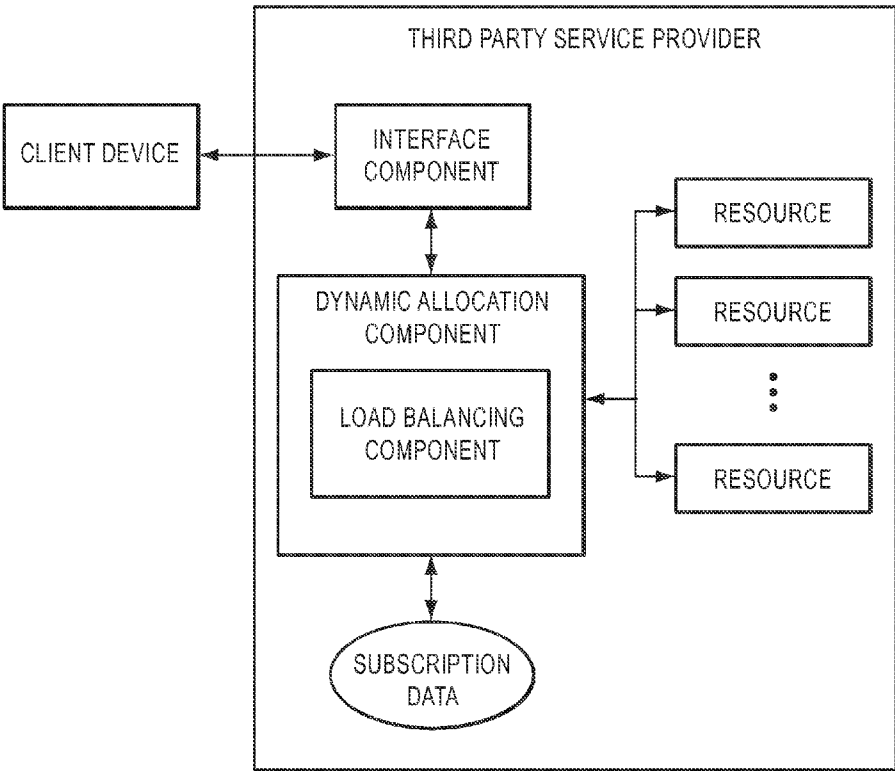 THIRD PARTY SERVICE PROVIDER
CLIENT DEVICE
INTERFACE
COMPONENT
RESOURCE
DYNAMIC ALLOCATION
COMPONENT
RESOURCE
LOAD BALANCING
COMPONENT
RESOURCE
SUBSCRIPTION
DATA